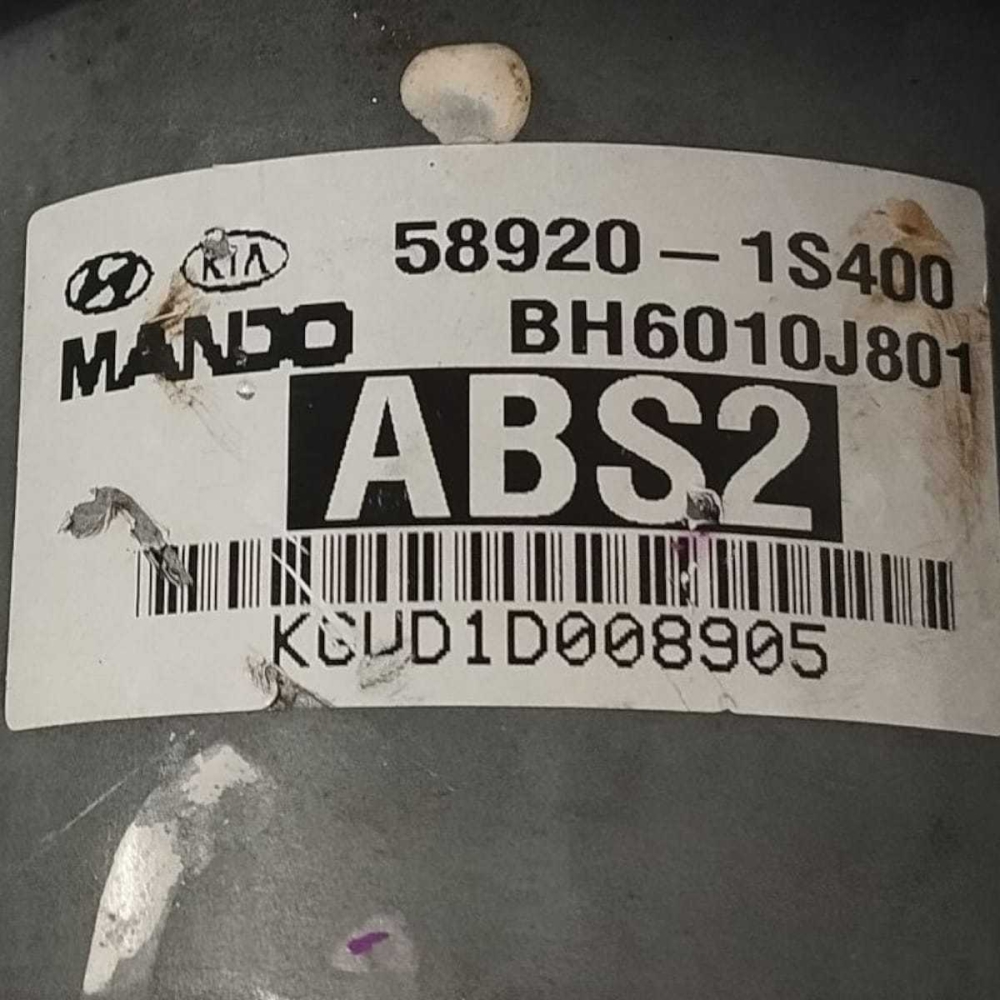 KIA 58920-1S400
MANDO BH6010J801
ABS2
KGUD1D008905